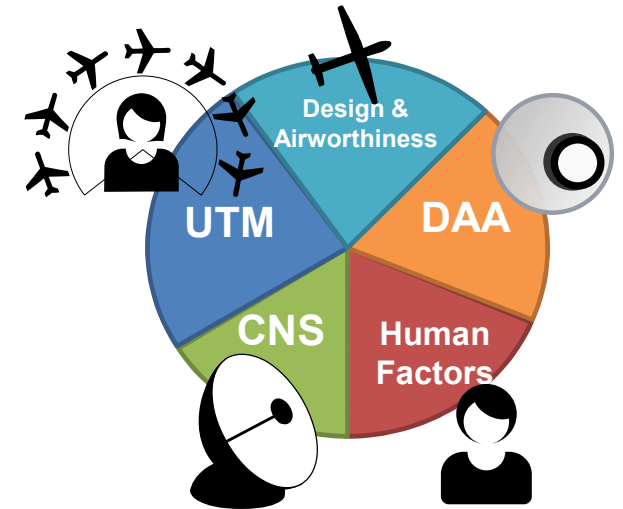 Design &
Airworthiness
DAA
UTM
CNS
Human
Factors